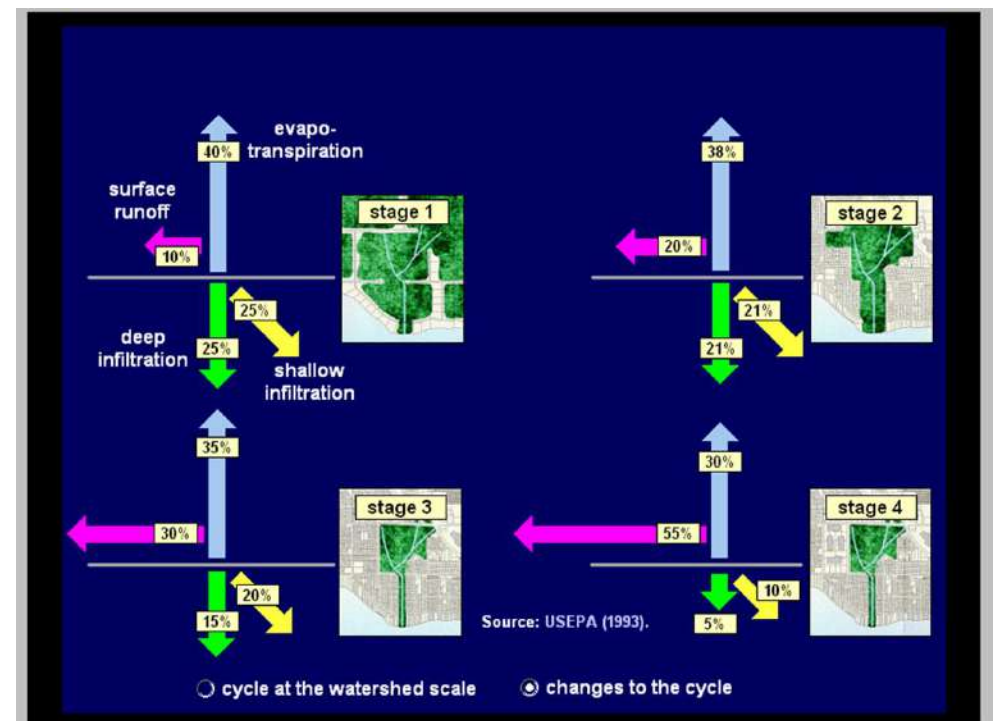 evapo-
transpiration
40%
surface
runoff
10%
stage 1
25%
deep
infiltration
25%
shallow
infiltration
38%
stage 2
20%
21%
21%
35%
stage 3
30%
20%
15%
30%
stage 4
55%
10%
5%
Source: USEPA (1993).
cycle at the watershed scale
changes to the cycle